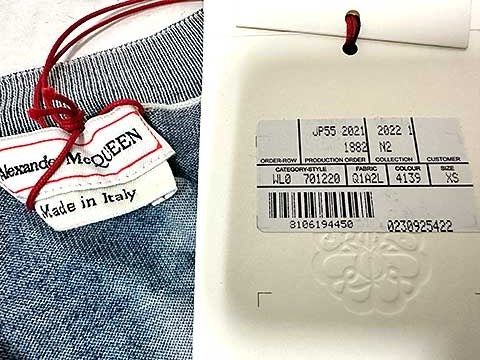 Alexander McQUEEN
Made in Italy
JP55 2021 2022 1
1882 N2
ORDER-ROW PRODUCTION ORDER COLLECTION CUSTOMER
CATEGORY-STYLE FABRIC COLOUR SIZE
WL0 701220 Q1A2L 4139 XS
8106194450 0230925422